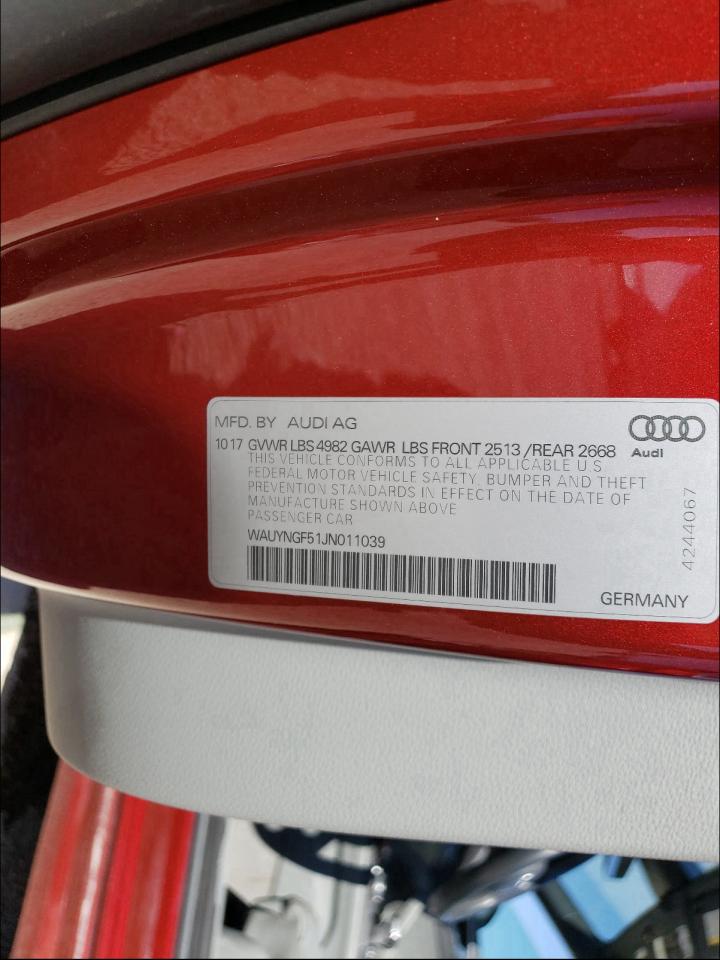 MFD. BY AUDI AG
10 17 GVWR LBS 4982 GAWR LBS FRONT 2513 /REAR 2668
Audi
THIS VEHICLE CONFORMS TO ALL APPLICABLE U.S
FEDERAL MOTOR VEHICLE SAFETY, BUMPER AND THEFT
PREVENTION STANDARDS IN EFFECT ON THE DATE OF
MANUFACTURE SHOWN ABOVE
PASSENGER CAR
WAUYNGF51JN011039
GERMANY
4244067